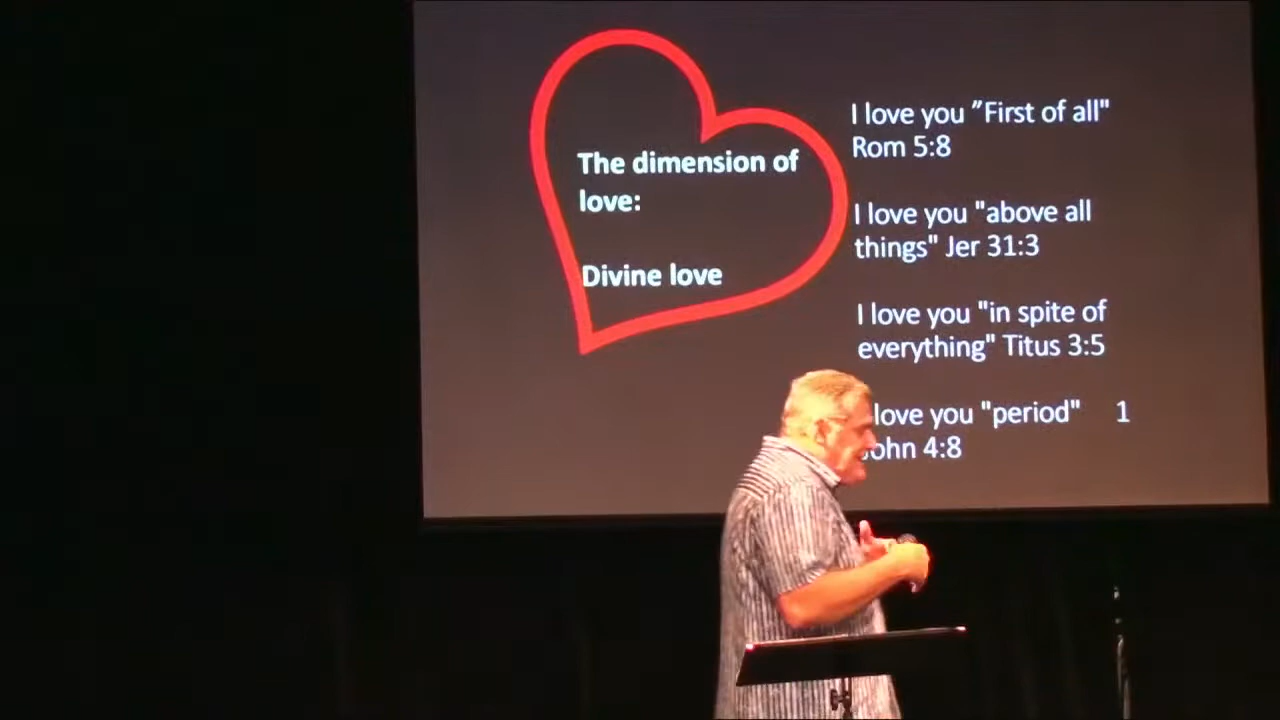 The dimension of
love:
Divine love
I love you ”First of all"
Rom 5:8
I love you "above all
things" Jer 31:3
I love you "in spite of
everything" Titus 3:5
love you "period" 1
John 4:8